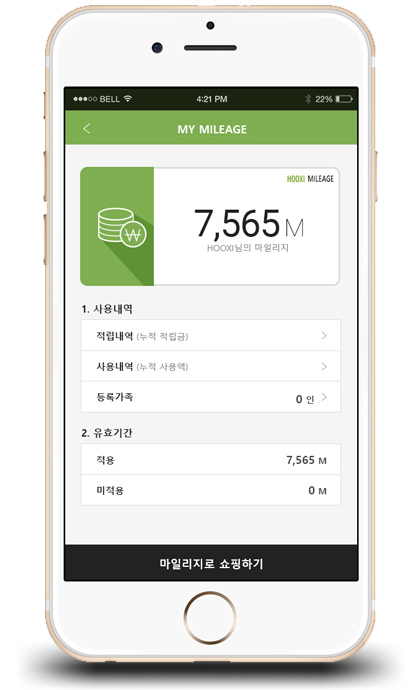 ●●●○○ BELL 4:21 PM 22%
MY MILEAGE
HOOXI MILEAGE
₩
7,565 M
HOOXI님의 마일리지
1. 사용내역
적립내역 (누적 적립금)
사용내역 (누적 사용액)
등록가족 0 인
2. 유효기간
적용 7,565 M
미적용 0 M
마일리지로 쇼핑하기